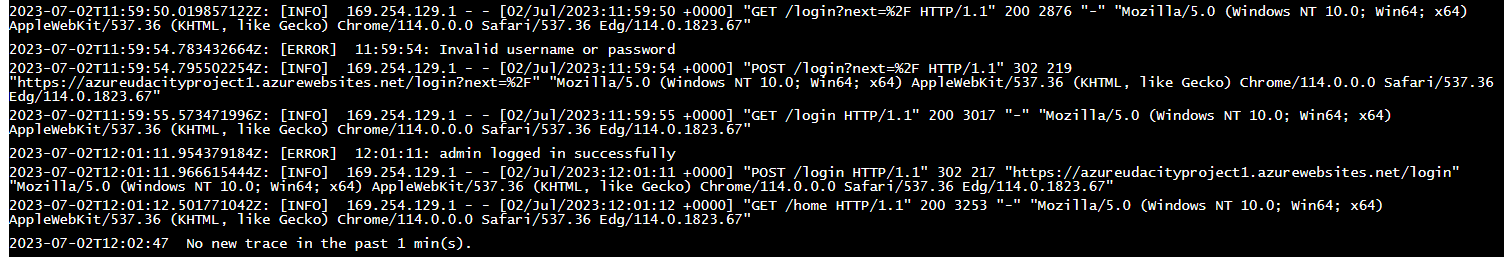 2023-07-02T11:59:50.019857122Z: [INFO]  169.254.129.1 - - [02/Jul/2023:11:59:50 +0000] "GET /login?next=%2F HTTP/1.1" 200 2876 "-" "Mozilla/5.0 (Windows NT 10.0; Win64; x64)
AppleWebKit/537.36 (KHTML, like Gecko) Chrome/114.0.0.0 Safari/537.36 Edg/114.0.1823.67"
2023-07-02T11:59:54.783432664Z: [ERROR]  11:59:54: Invalid username or password
2023-07-02T11:59:54.795502254Z: [INFO]  169.254.129.1 - - [02/Jul/2023:11:59:54 +0000] "POST /login?next=%2F HTTP/1.1" 302 219
"https://azureudacityproject1.azurewebsites.net/login?next=%2F" "Mozilla/5.0 (Windows NT 10.0; Win64; x64) AppleWebKit/537.36 (KHTML, like Gecko) Chrome/114.0.0.0 Safari/537.36
Edg/114.0.1823.67"
2023-07-02T11:59:55.573471996Z: [INFO]  169.254.129.1 - - [02/Jul/2023:11:59:55 +0000] "GET /login HTTP/1.1" 200 3017 "-" "Mozilla/5.0 (Windows NT 10.0; Win64; x64)
AppleWebKit/537.36 (KHTML, like Gecko) Chrome/114.0.0.0 Safari/537.36 Edg/114.0.1823.67"
2023-07-02T12:01:11.954379184Z: [ERROR]  12:01:11: admin logged in successfully
2023-07-02T12:01:11.966615444Z: [INFO]  169.254.129.1 - - [02/Jul/2023:12:01:11 +0000] "POST /login HTTP/1.1" 302 217 "https://azureudacityproject1.azurewebsites.net/login"
"Mozilla/5.0 (Windows NT 10.0; Win64; x64) AppleWebKit/537.36 (KHTML, like Gecko) Chrome/114.0.0.0 Safari/537.36 Edg/114.0.1823.67"
2023-07-02T12:01:12.501771042Z: [INFO]  169.254.129.1 - - [02/Jul/2023:12:01:12 +0000] "GET /home HTTP/1.1" 200 3253 "-" "Mozilla/5.0 (Windows NT 10.0; Win64; x64)
AppleWebKit/537.36 (KHTML, like Gecko) Chrome/114.0.0.0 Safari/537.36 Edg/114.0.1823.67"
2023-07-02T12:02:47  No new trace in the past 1 min(s).